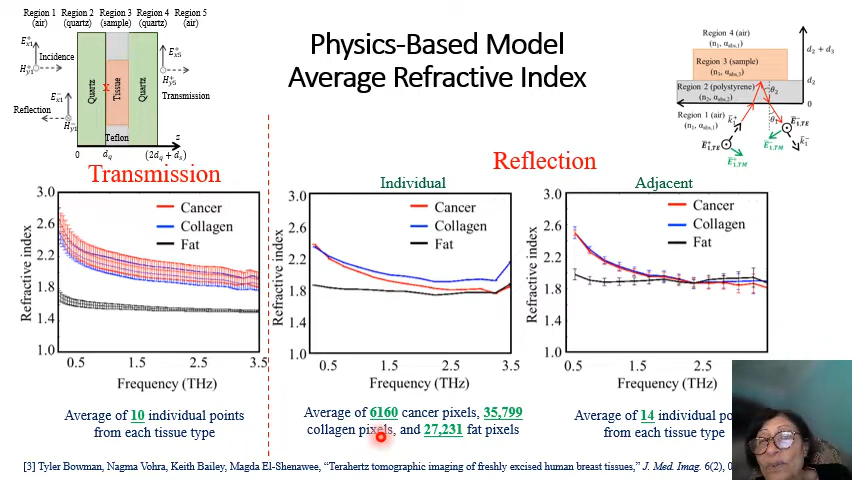 Region 1 Region 2 Region 3 Region 4 Region 5
(air) (quartz) (sample) (quartz) (air)
Incidence
Quartz
Tissue
Quartz
Reflection
Transmission
Teflon
z
0 d_q (2d_q + d_s)
Physics-Based Model
Average Refractive Index
Region 4 (air)
Region 3 (sample)
Region 2 (polystyrene)
Region 1 (air)
d₂ + d₃
d₂
0
θ₂
Transmission
Reflection
Individual
Adjacent
Refractive index
3.0
2.6
2.2
1.8
1.4
1.0
Cancer
Collagen
Fat
0.5 1.5 2.5 3.5
Frequency (THz)
Refractive index
3.0
2.6
2.2
1.8
1.4
1.0
Cancer
Collagen
Fat
0.5 1.5 2.5 3.5
Frequency (THz)
Refractive index
3.0
2.6
2.2
1.8
1.4
1.0
Cancer
Collagen
Fat
0.5 1.5 2.5
Frequency (THz)
Average of 10 individual points
from each tissue type
Average of 6160 cancer pixels, 35,799
collagen pixels, and 27,231 fat pixels
Average of 14 individual
from each tissue type
[3] Tyler Bowman, Nagma Vohra, Keith Bailey, Magda El-Shenawee, “Terahertz tomographic imaging of freshly excised human breast tissues,” J. Med. Imag. 6(2),